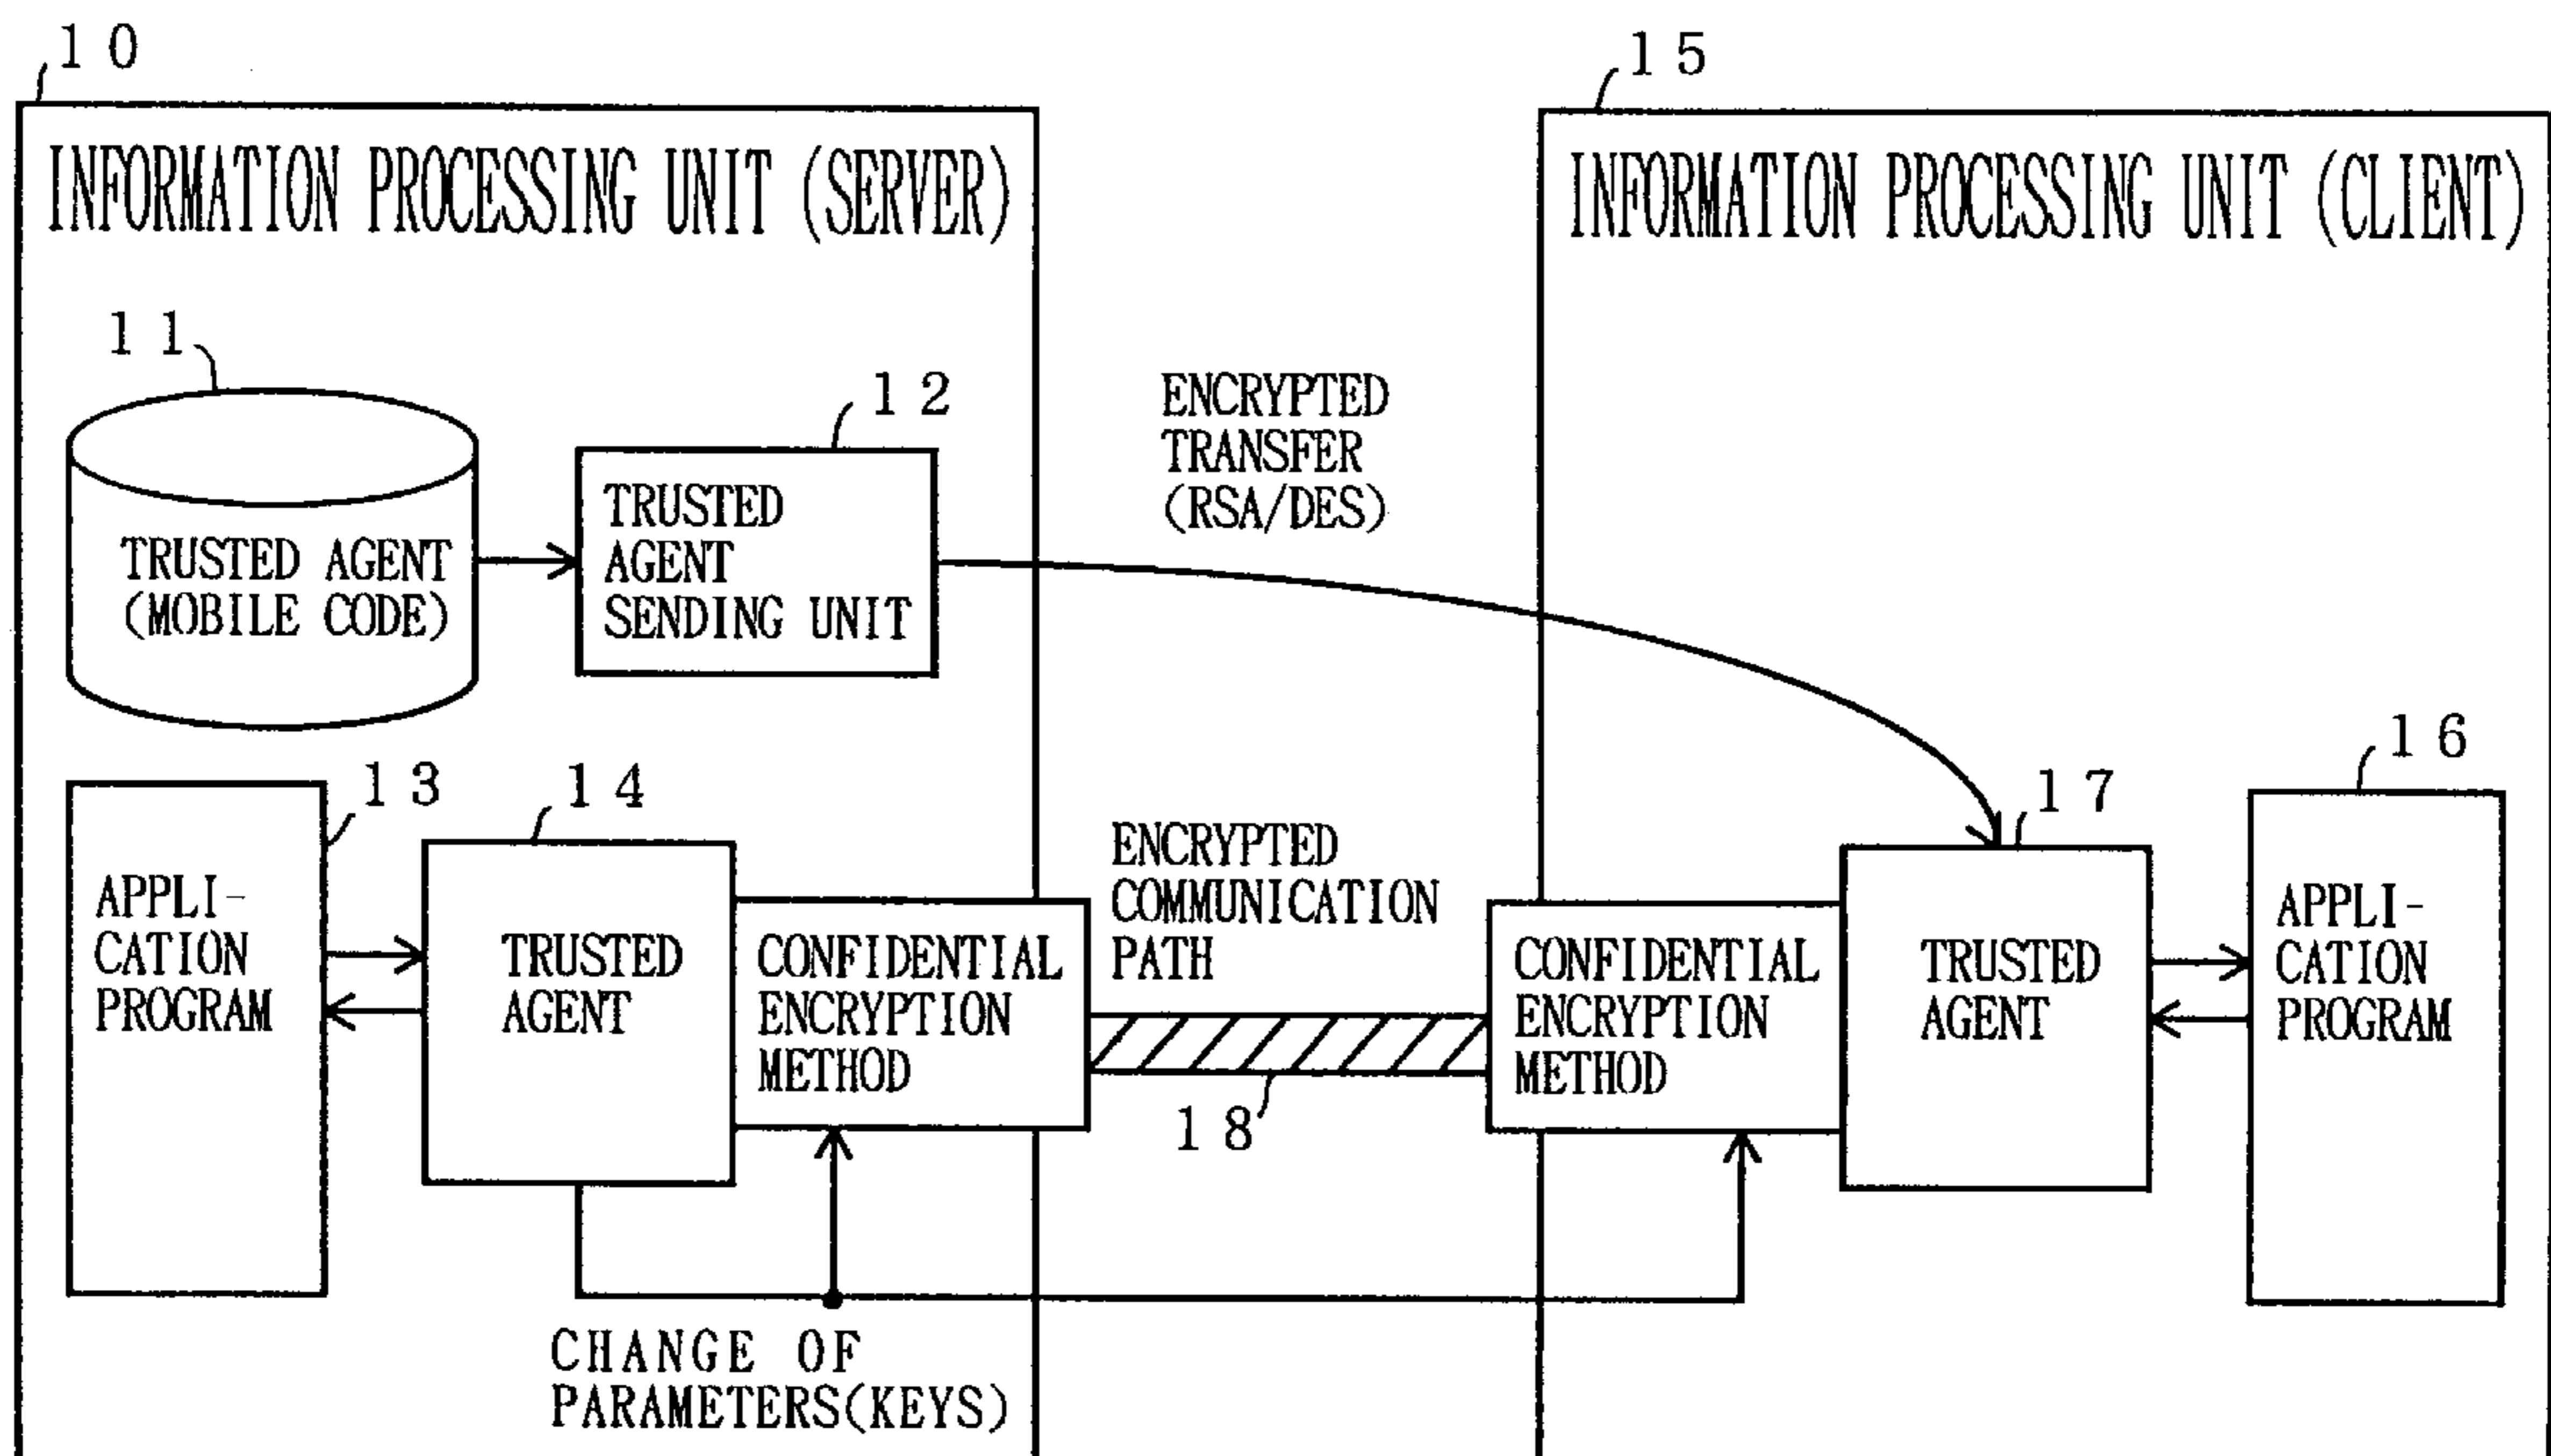 10
15
INFORMATION PROCESSING UNIT (SERVER)
INFORMATION PROCESSING UNIT (CLIENT)
11
12
TRUSTED AGENT
(MOBILE CODE)
TRUSTED
AGENT
SENDING UNIT
ENCRYPTED
TRANSFER
(RSA/DES)
13
14
17
16
APPLI-
CATION
PROGRAM
TRUSTED
AGENT
CONFIDENTIAL
ENCRYPTION
METHOD
ENCRYPTED
COMMUNICATION
PATH
18
CONFIDENTIAL
ENCRYPTION
METHOD
TRUSTED
AGENT
APPLI-
CATION
PROGRAM
CHANGE OF
PARAMETERS(KEYS)